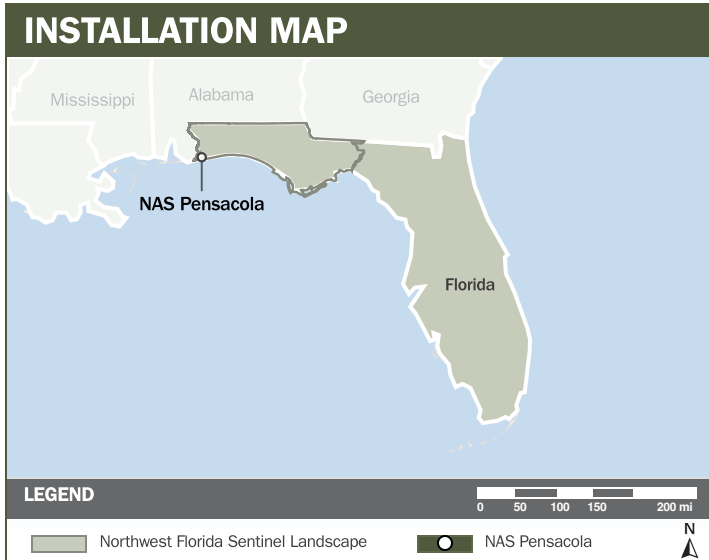 INSTALLATION MAP
Mississippi
Alabama
Georgia
NAS Pensacola
Florida
LEGEND
0 50 100 150 200 mi
Northwest Florida Sentinel Landscape
NAS Pensacola
N